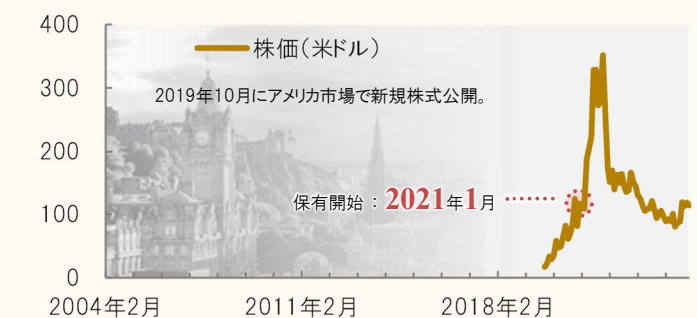 400
株価(米ドル)
300
2019年10月にアメリカ市場で新規株式公開。
200
保有開始 : 2021年1月
100
0
2004年2月 2011年2月 2018年2月